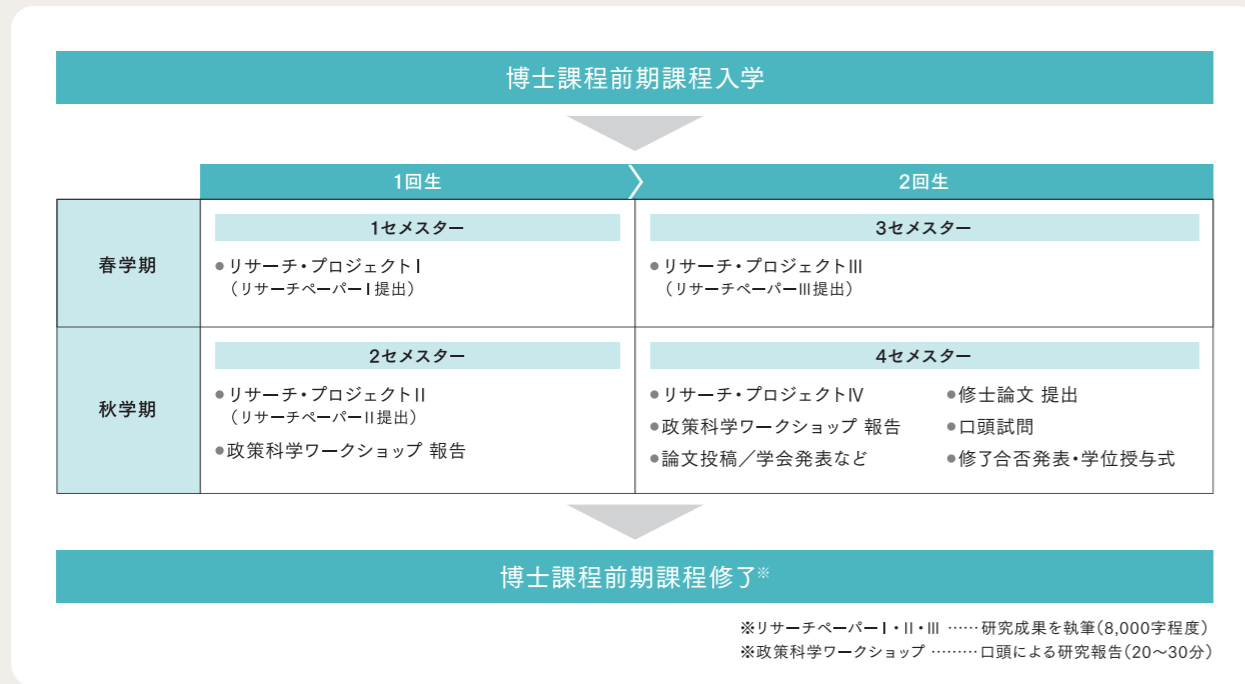 博士課程前期課程入学
1回生
2回生
春学期
1セメスター
●リサーチ・プロジェクトI
（リサーチペーパーI提出）
3セメスター
●リサーチ・プロジェクトIII
（リサーチペーパーIII提出）
秋学期
2セメスター
●リサーチ・プロジェクトII
（リサーチペーパーII提出）
●政策科学ワークショップ 報告
4セメスター
●リサーチ・プロジェクトIV
●政策科学ワークショップ 報告
●論文投稿／学会発表など
●修士論文 提出
●口頭試問
●修了合否発表・学位授与式
博士課程前期課程修了※
※リサーチペーパーI・II・III ……研究成果を執筆（8,000字程度）
※政策科学ワークショップ ………口頭による研究報告（20〜30分）